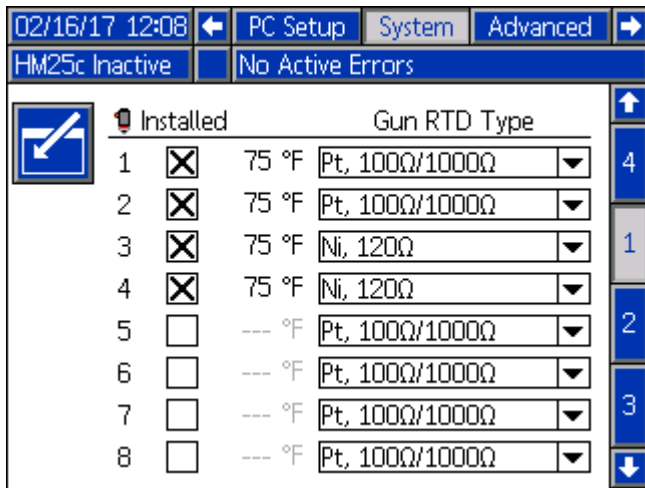 02/16/17 12:08 PC Setup System Advanced
HM25c Inactive No Active Errors
Installed Gun RTD Type
1 75 °F Pt, 100Ω/1000Ω
2 75 °F Pt, 100Ω/1000Ω
3 75 °F Ni, 120Ω
4 75 °F Ni, 120Ω
5 --- °F Pt, 100Ω/1000Ω
6 --- °F Pt, 100Ω/1000Ω
7 --- °F Pt, 100Ω/1000Ω
8 --- °F Pt, 100Ω/1000Ω
4
1
2
3